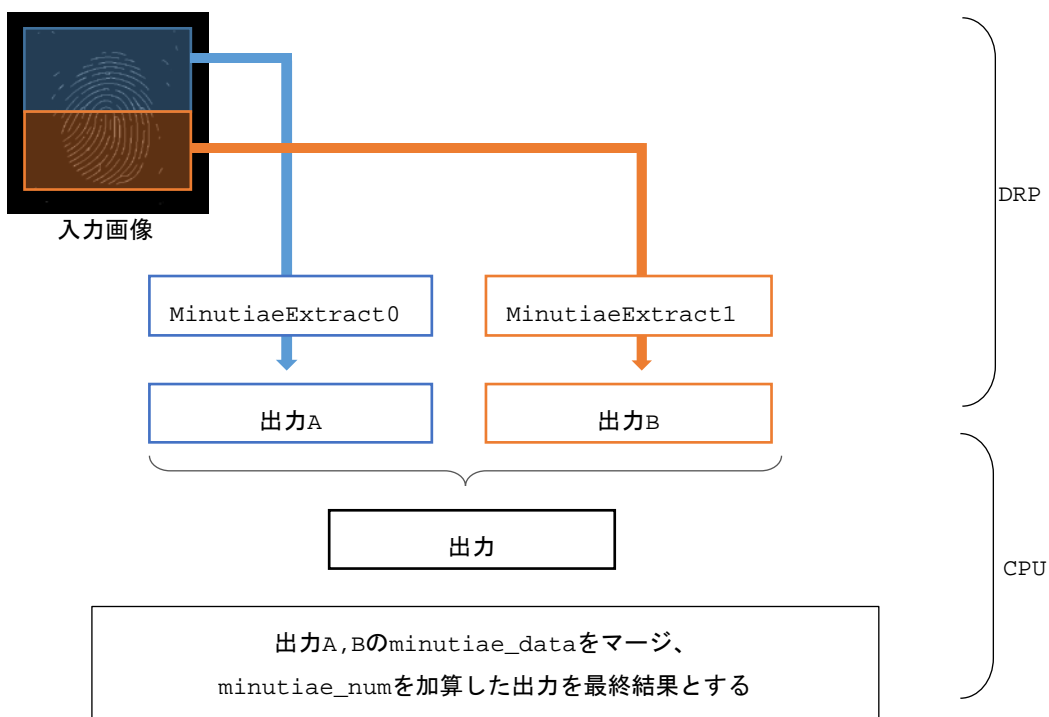 入力画像
DRP
MinutiaeExtract0
MinutiaeExtract1
出力A
出力B
出力
CPU
出力A,Bのminutiae_dataをマージ、
minutiae_numを加算した出力を最終結果とする